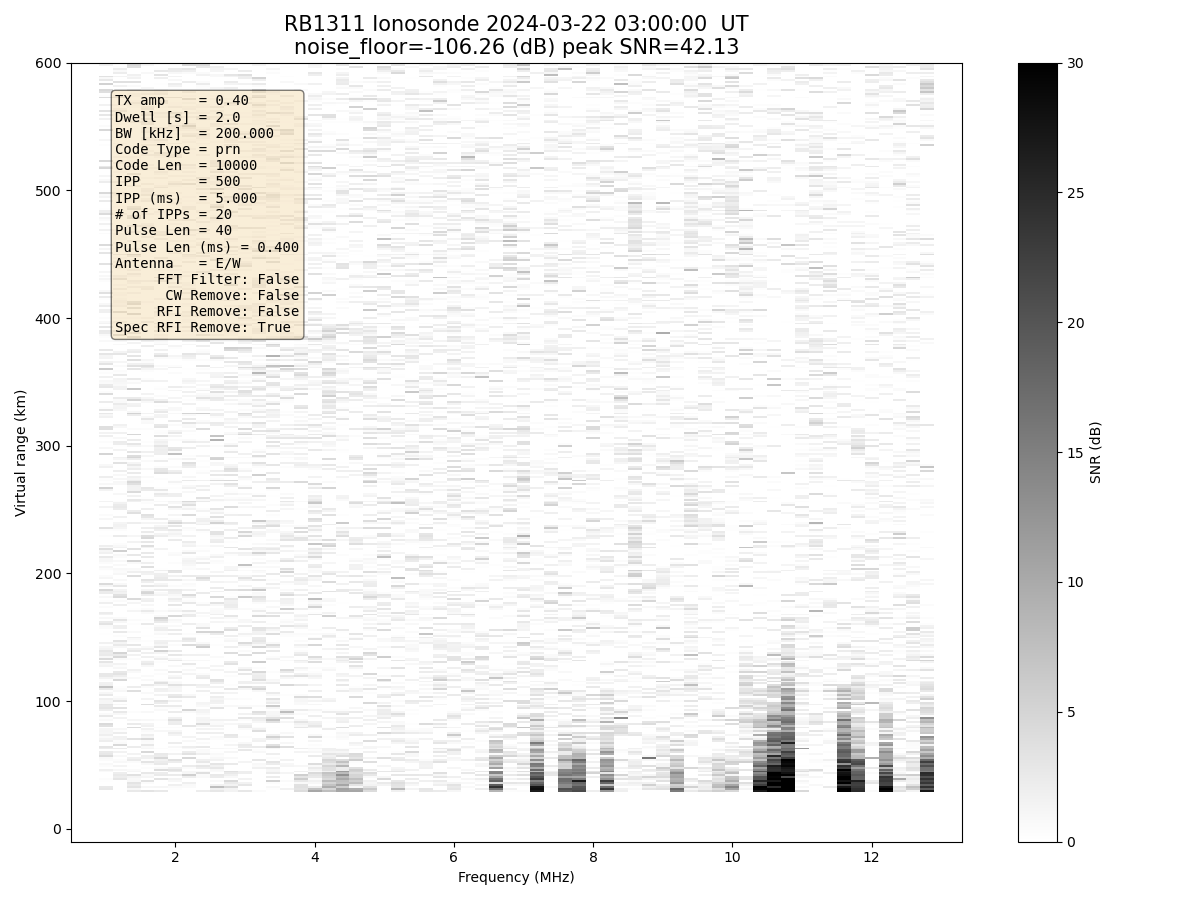 RB1311 Ionosonde 2024-03-22 03:00:00  UT
noise_floor=-106.26 (dB) peak SNR=42.13
600
500
400
300
200
100
0
Virtual range (km)
TX amp    = 0.40
Dwell [s] = 2.0
BW [kHz]  = 200.000
Code Type = prn
Code Len  = 10000
IPP       = 500
IPP (ms)  = 5.000
# of IPPs = 20
Pulse Len = 40
Pulse Len (ms) = 0.400
Antenna   = E/W
FFT Filter: False
CW Remove: False
RFI Remove: False
Spec RFI Remove: True
2 4 6 8 10 12
Frequency (MHz)
30
25
20
15
10
5
0
SNR (dB)